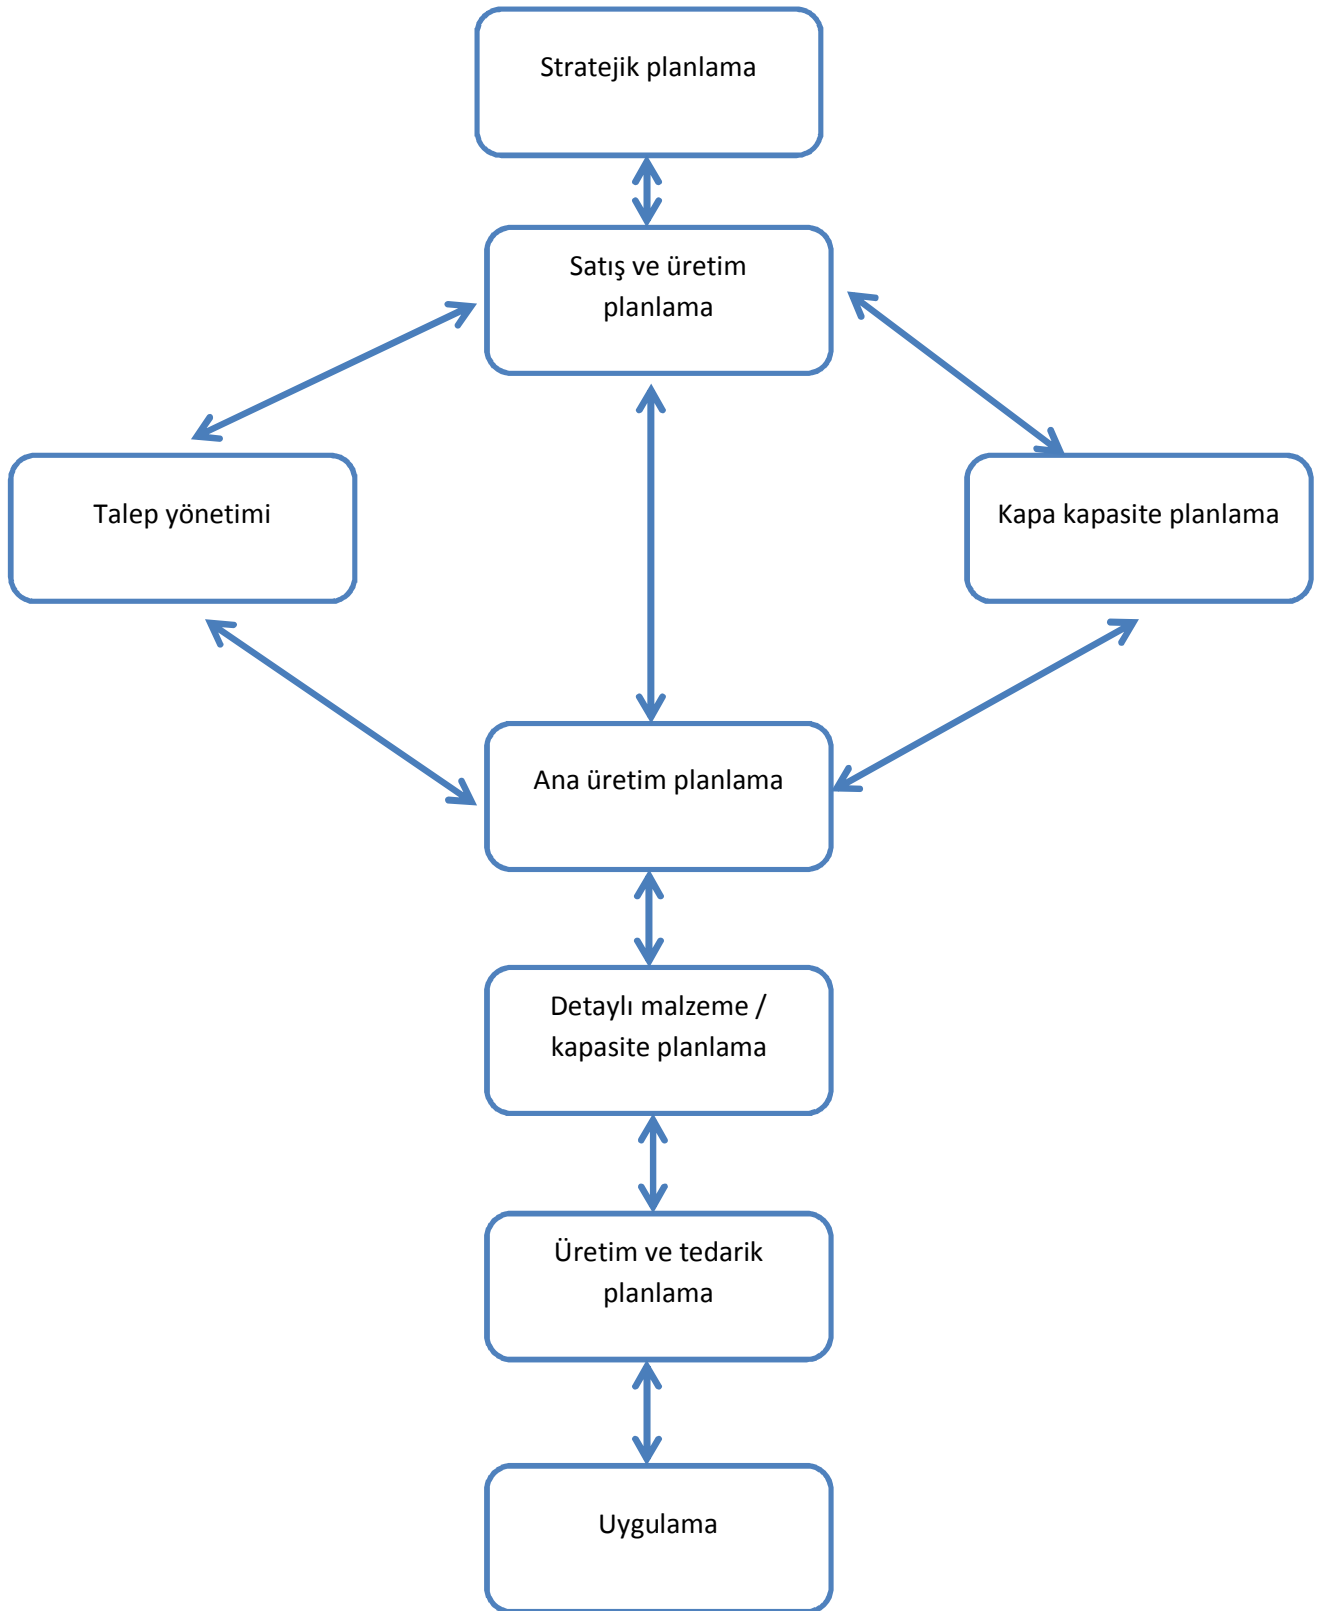 Stratejik planlama
Satış ve üretim
planlama
Talep yönetimi
Kapa kapasite planlama
Ana üretim planlama
Detaylı malzeme /
kapasite planlama
Üretim ve tedarik
planlama
Uygulama